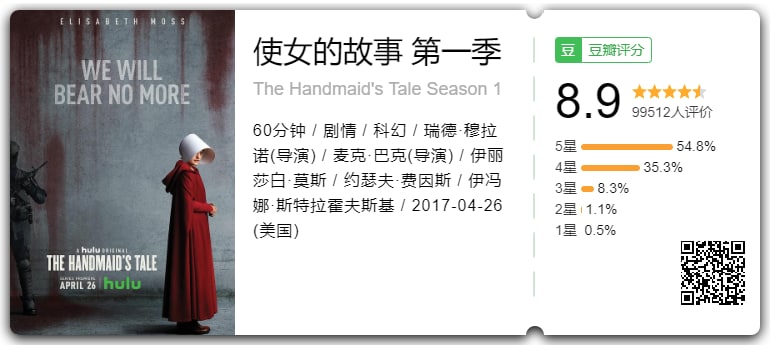 ELISABETH MOSS
WE WILL
BEAR NO MORE
A hulu ORIGINAL
THE HANDMAID'S TALE
SERIES PREMIERE
APRIL 26
hulu
使女的故事 第一季
The Handmaid's Tale Season 1
60分钟 / 剧情 / 科幻 / 瑞德·穆拉
诺(导演) / 麦克·巴克(导演) / 伊丽
莎白·莫斯 / 约瑟夫·费因斯 / 伊冯
娜·斯特拉霍夫斯基 / 2017-04-26
(美国)
豆 豆瓣评分
8.9
99512人评价
5星 54.8%
4星 35.3%
3星 8.3%
2星 1.1%
1星 0.5%